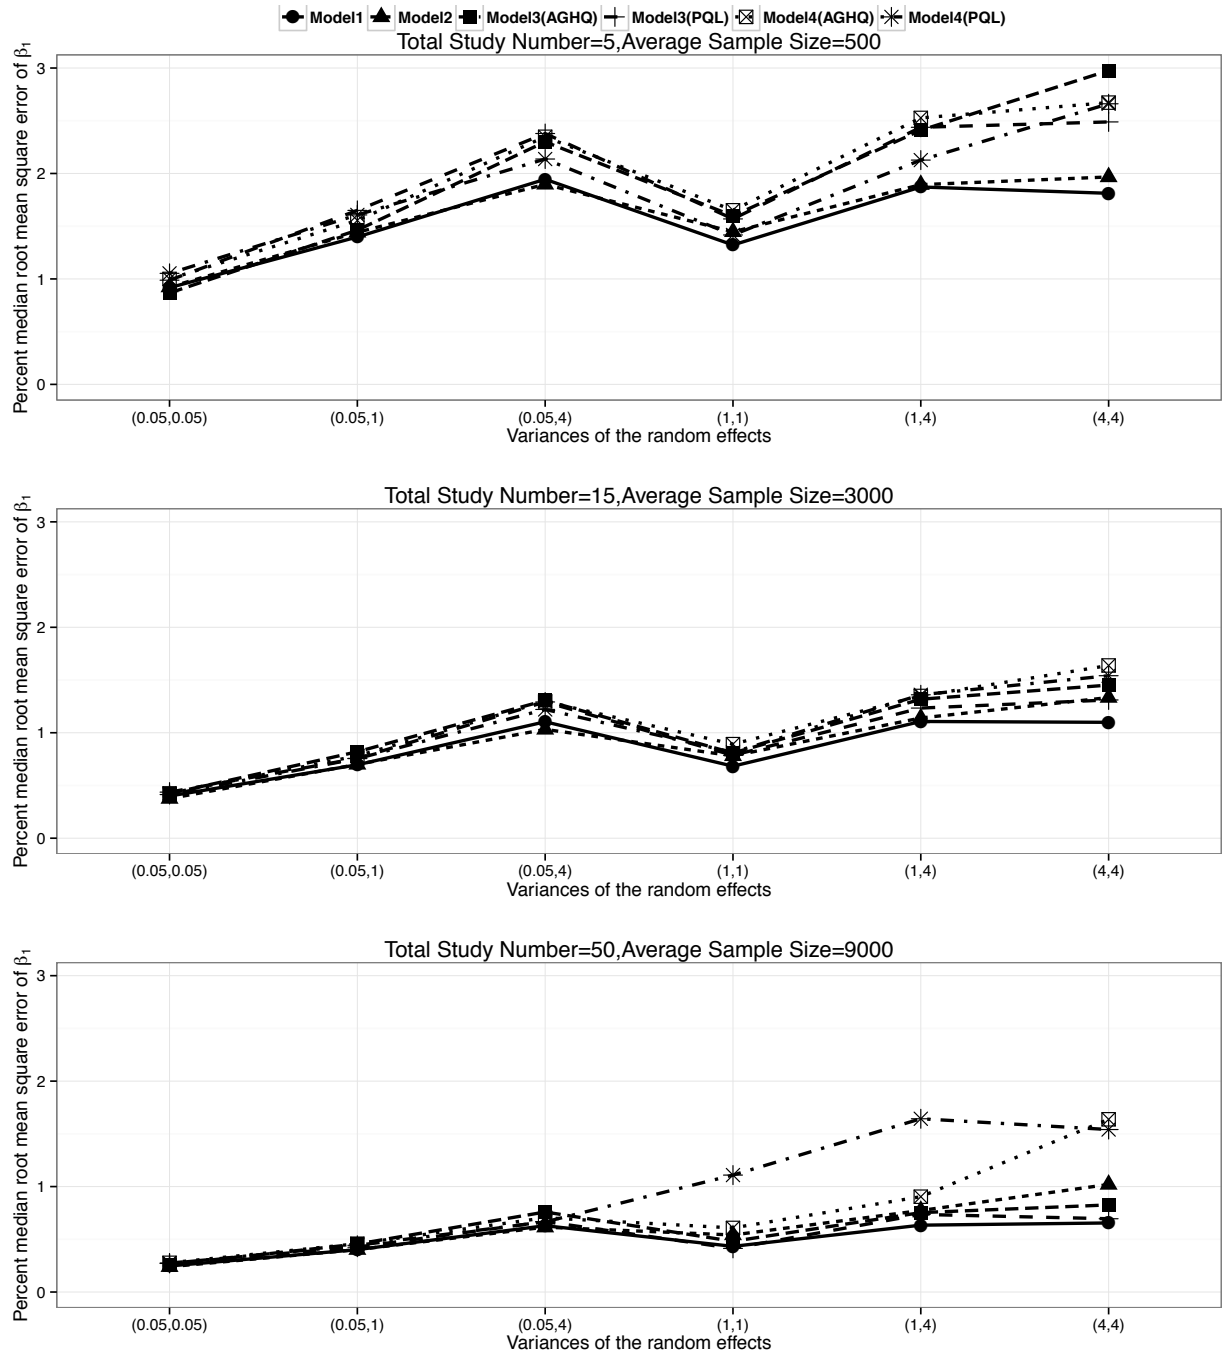 Model1 Model2 Model3(AGHQ) Model3(PQL) Model4(AGHQ) Model4(PQL)
Total Study Number=5,Average Sample Size=500
Percent median root mean square error of β₁
3
2
1
0
(0.05,0.05) (0.05,1) (0.05,4) (1,1) (1,4) (4,4)
Variances of the random effects
Total Study Number=15,Average Sample Size=3000
Percent median root mean square error of β₁
3
2
1
0
(0.05,0.05) (0.05,1) (0.05,4) (1,1) (1,4) (4,4)
Variances of the random effects
Total Study Number=50,Average Sample Size=9000
Percent median root mean square error of β₁
3
2
1
0
(0.05,0.05) (0.05,1) (0.05,4) (1,1) (1,4) (4,4)
Variances of the random effects